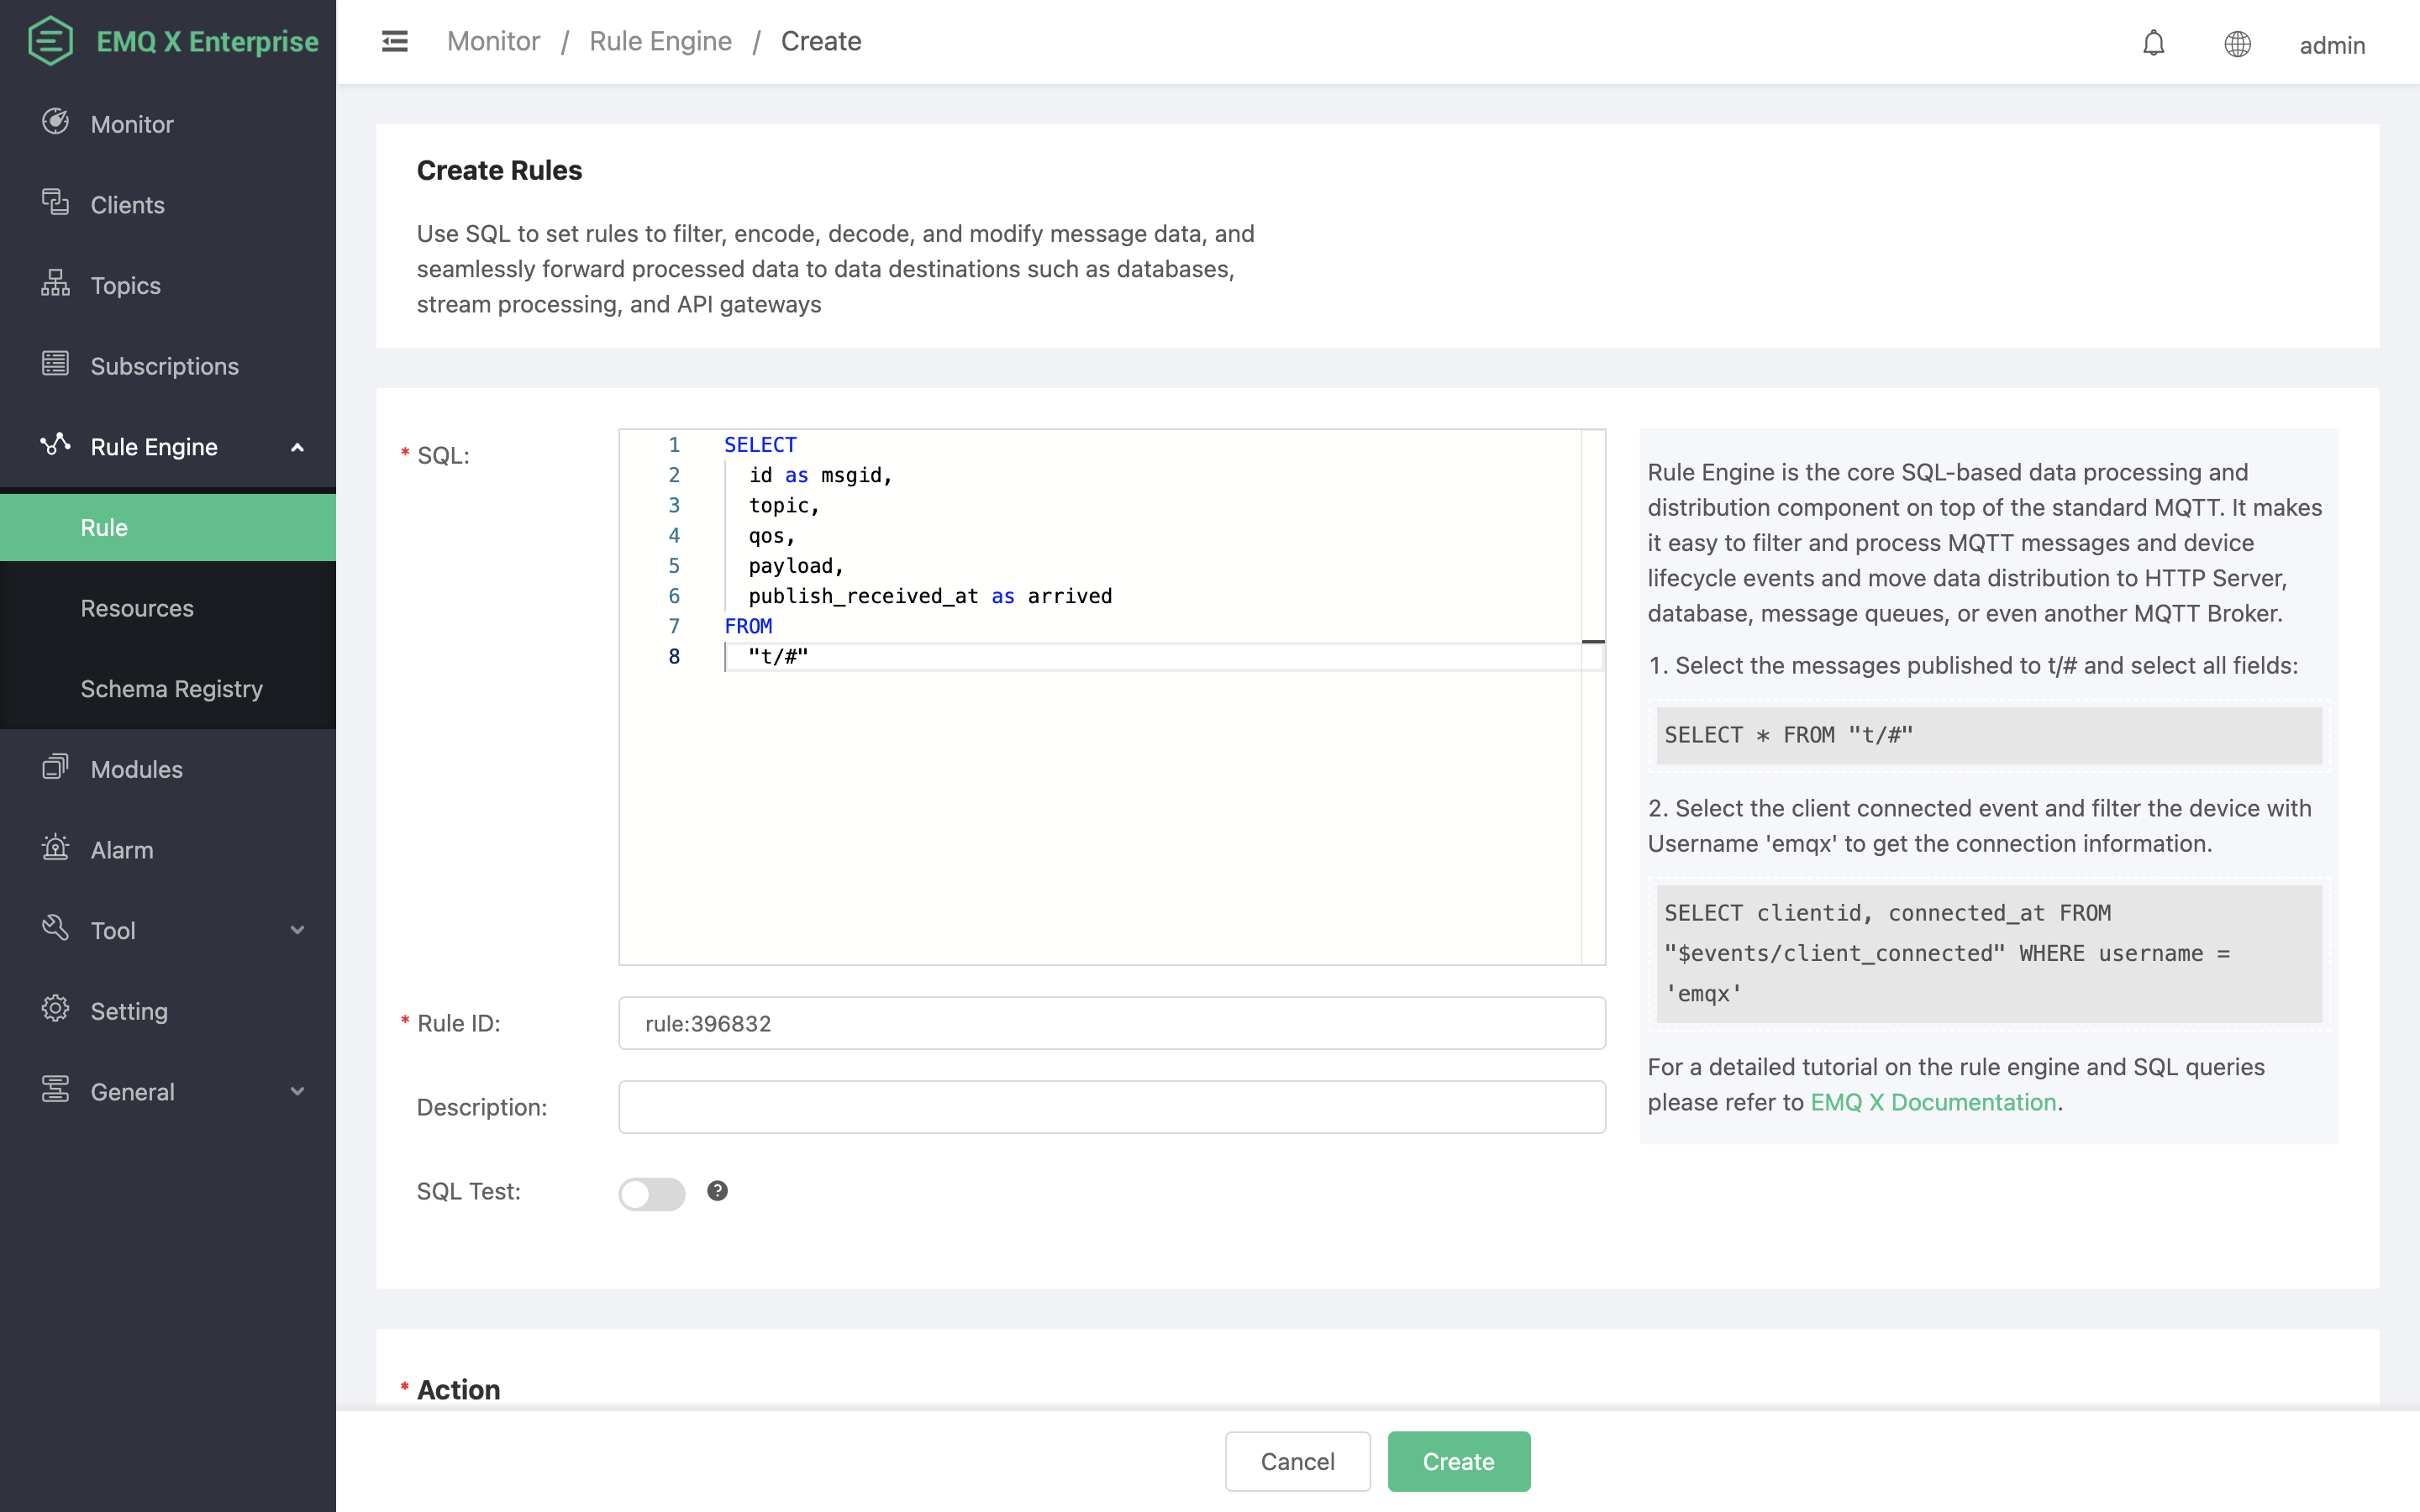 EMQ X Enterprise
Monitor / Rule Engine / Create
admin
Monitor
Clients
Topics
Subscriptions
Rule Engine
Rule
Resources
Schema Registry
Modules
Alarm
Tool
Setting
General
Create Rules
Use SQL to set rules to filter, encode, decode, and modify message data, and
seamlessly forward processed data to data destinations such as databases,
stream processing, and API gateways
* SQL:
1 SELECT
2 id as msgid,
3 topic,
4 qos,
5 payload,
6 publish_received_at as arrived
7 FROM
8 "t/#"
* Rule ID:
rule:396832
Description:
SQL Test:
?
Rule Engine is the core SQL-based data processing and
distribution component on top of the standard MQTT. It makes
it easy to filter and process MQTT messages and device
lifecycle events and move data distribution to HTTP Server,
database, message queues, or even another MQTT Broker.
1. Select the messages published to t/# and select all fields:
SELECT * FROM "t/#"
2. Select the client connected event and filter the device with
Username 'emqx' to get the connection information.
SELECT clientid, connected_at FROM
"$events/client_connected" WHERE username =
'emqx'
For a detailed tutorial on the rule engine and SQL queries
please refer to EMQ X Documentation.
* Action
Cancel
Create